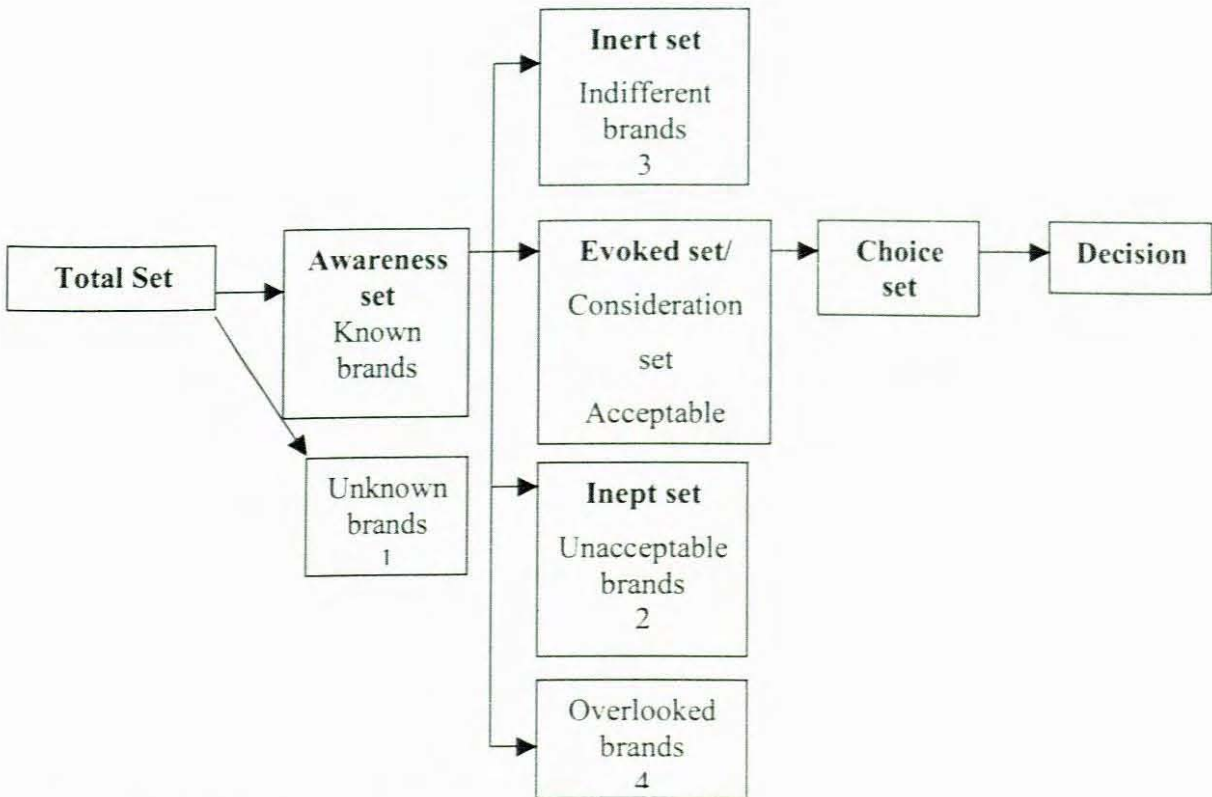 Inert set
Indifferent
brands
3
Total Set
Awareness
set
Known
brands
Evoked set/
Consideration
set
Acceptable
Choice
set
Decision
Unknown
brands
1
Inept set
Unacceptable
brands
2
Overlooked
brands
4